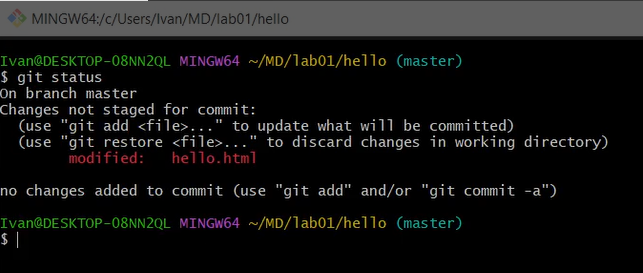 MINGW64:/c/Users/Ivan/MD/lab01/hello
Ivan@DESKTOP-08NN2QL MINGW64 ~/MD/lab01/hello (master)
$ git status
On branch master
Changes not staged for commit:
  (use "git add <file>..." to update what will be committed)
  (use "git restore <file>..." to discard changes in working directory)
        modified:   hello.html
no changes added to commit (use "git add" and/or "git commit -a")
Ivan@DESKTOP-08NN2QL MINGW64 ~/MD/lab01/hello (master)
$